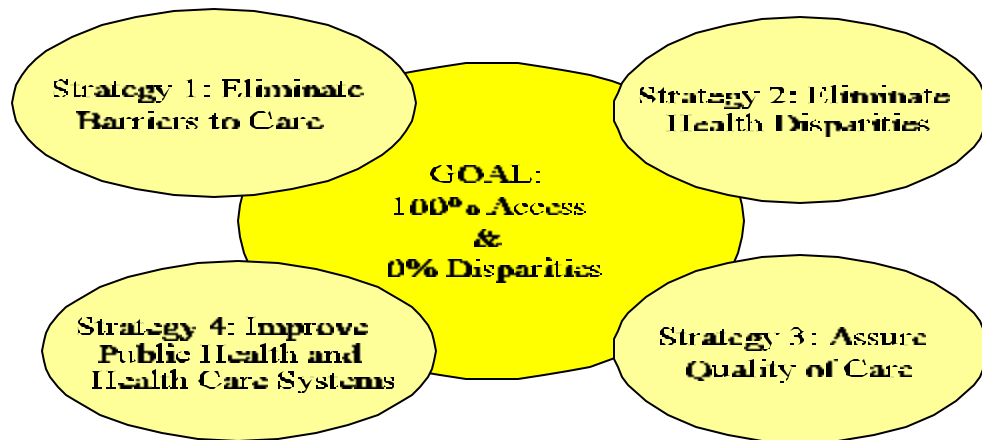 Strategy 1: Eliminate
Barriers to Care
Strategy 2: Eliminate
Health Disparities
GOAL:
100% Access
&
0% Disparities
Strategy 4: Improve
Public Health and
Health Care Systems
Strategy 3: Assure
Quality of Care